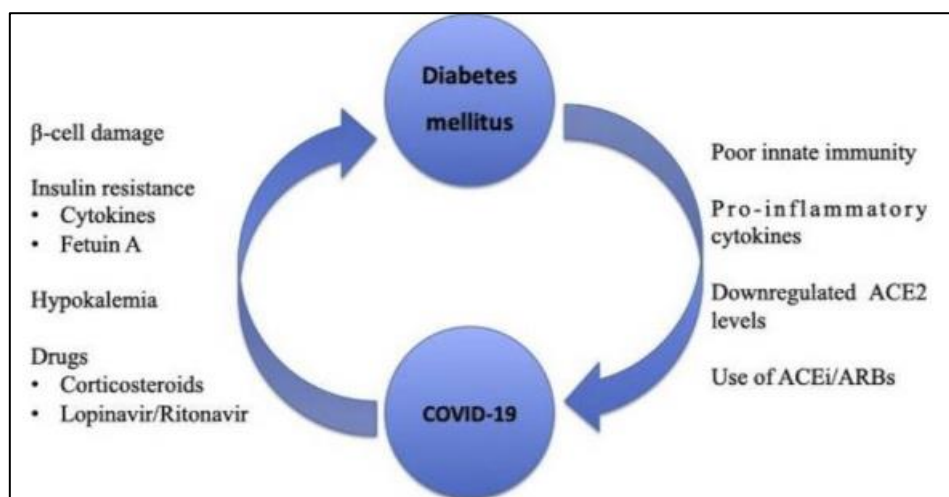 Diabetes
mellitus
β-cell damage
Insulin resistance
• Cytokines
• Fetuin A
Hypokalemia
Drugs
• Corticosteroids
• Lopinavir/Ritonavir
Poor innate immunity
Pro-inflammatory
cytokines
Downregulated ACE2
levels
Use of ACEi/ARBs
COVID-19